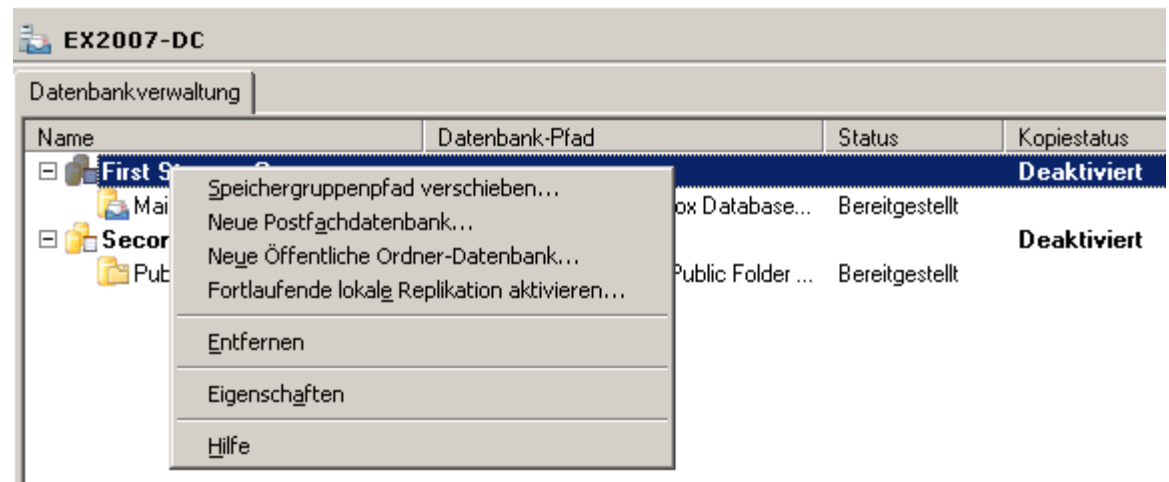 EX2007-DC
Datenbankverwaltung
Name Datenbank-Pfad Status Kopiestatus
First Deaktiviert
Speichergruppenpfad verschieben...
Mai ox Database... Bereitgestellt
Neue Postfachdatenbank...
Secor Deaktiviert
Neue Öffentliche Ordner-Datenbank...
Pub Public Folder ... Bereitgestellt
Fortlaufende lokale Replikation aktivieren...
Entfernen
Eigenschaften
Hilfe